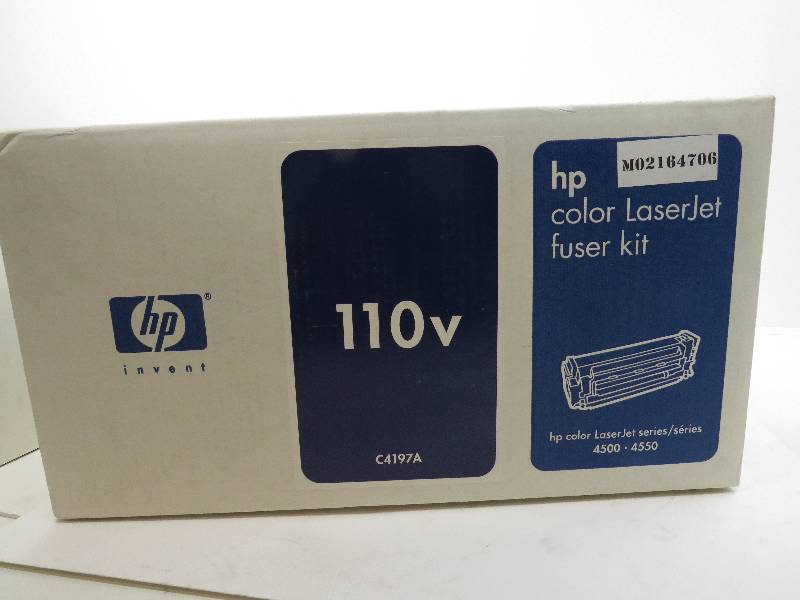 hp
®
invent
110v
C4197A
hp
M02164706
color LaserJet
fuser kit
hp color LaserJet series/séries
4500 · 4550